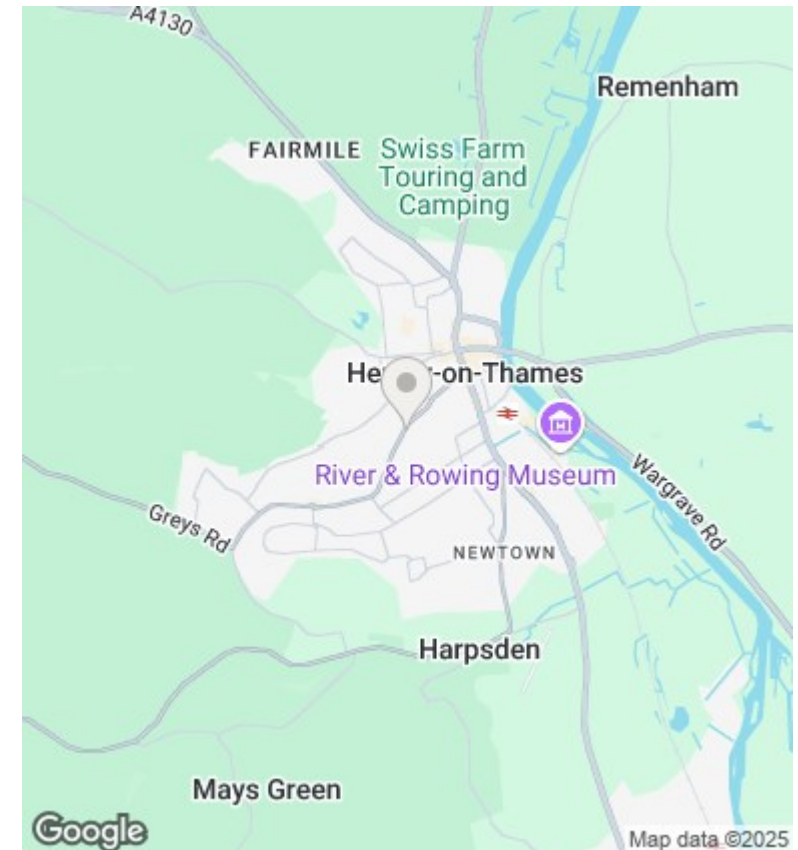 A4130
Remenham
FAIRMILE
Swiss Farm
Touring and
Camping
-on-Thames
River & Rowing Museum
Wargrave Rd
Greys Rd
NEWTOWN
Harpsden
Mays Green
Google
Map data ©2025